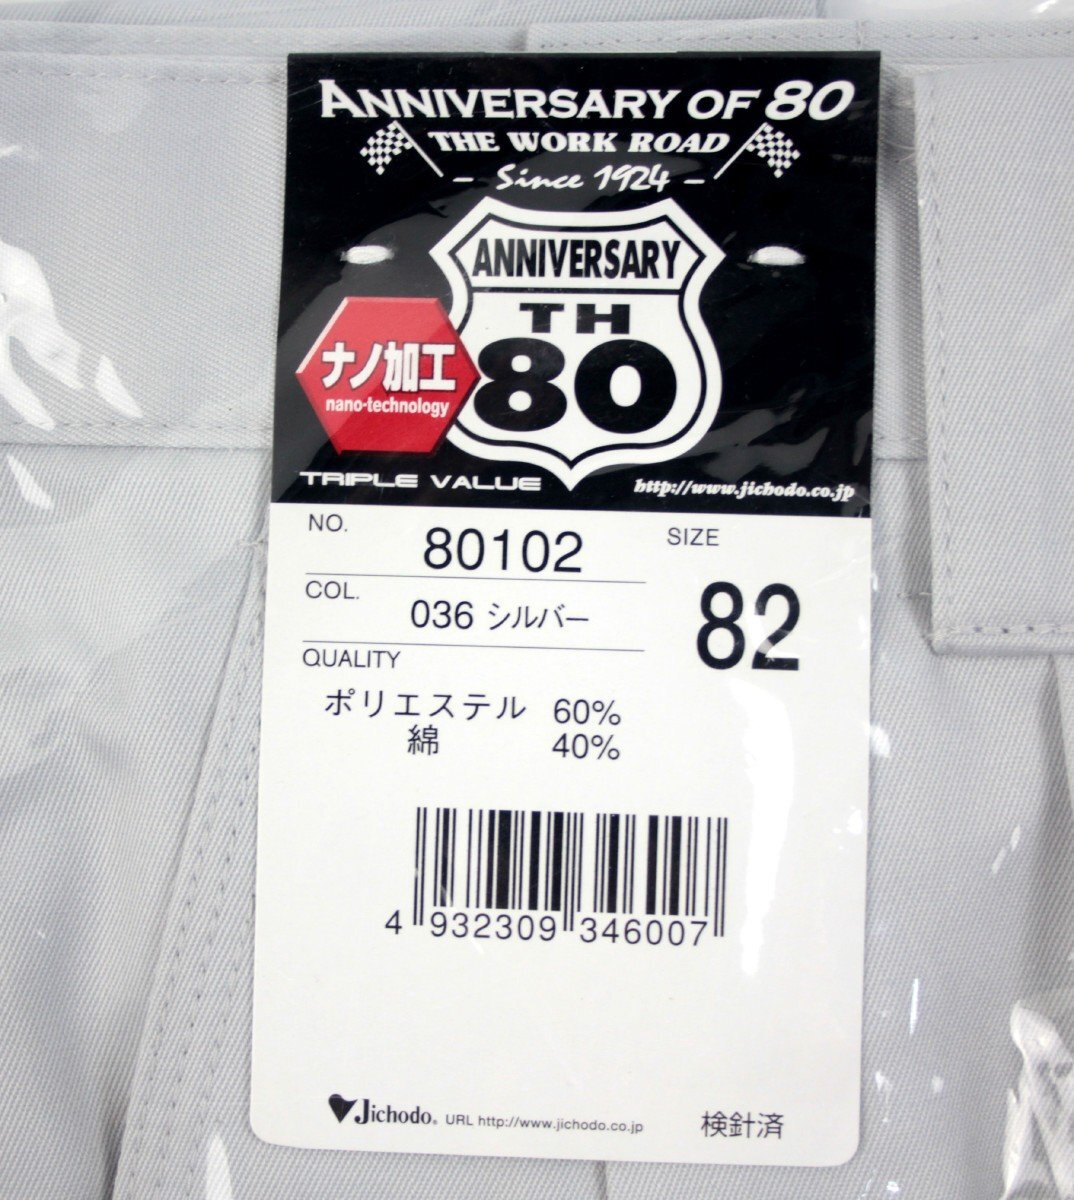 ANNIVERSARY OF 80
THE WORK ROAD
- Since 1924 -
ANNIVERSARY
TH
80
ナノ加工
nano-technology
TRIPLE VALUE
http://www.jichodo.co.jp
NO.
80102
SIZE
82
COL.
036 シルバー
QUALITY
ポリエステル 60%
綿 40%
4 932309 346007
Jichodo® URL http://www.jichodo.co.jp
検針済